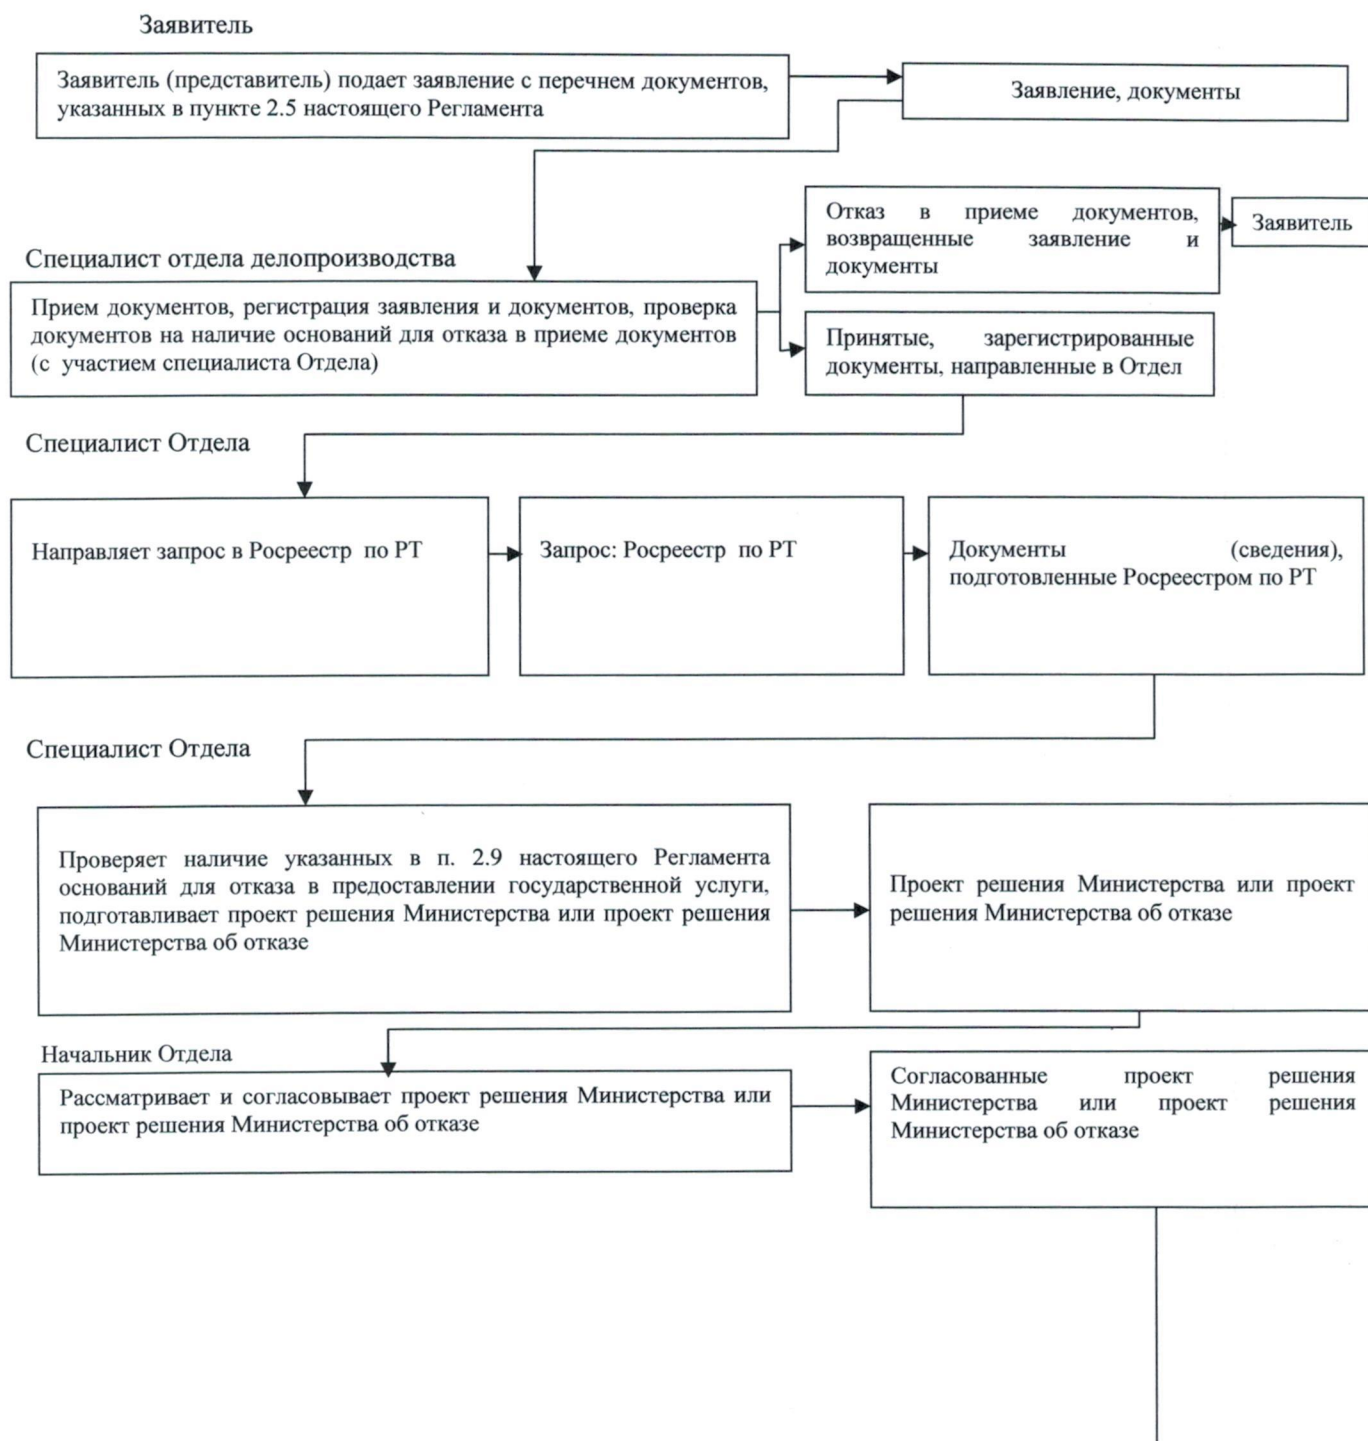 Заявитель
Заявитель (представитель) подает заявление с перечнем документов,
указанных в пункте 2.5 настоящего Регламента
Заявление, документы
Отказ в приеме документов,
возвращенные заявление и
документы
Заявитель
Специалист отдела делопроизводства
Прием документов, регистрация заявления и документов, проверка
документов на наличие оснований для отказа в приеме документов
(с участием специалиста Отдела)
Принятые, зарегистрированные
документы, направленные в Отдел
Специалист Отдела
Направляет запрос в Росреестр по РТ
Запрос: Росреестр по РТ
Документы (сведения),
подготовленные Росреестром по РТ
Специалист Отдела
Проверяет наличие указанных в п. 2.9 настоящего Регламента
оснований для отказа в предоставлении государственной услуги,
подготавливает проект решения Министерства или проект решения
Министерства об отказе
Проект решения Министерства или проект
решения Министерства об отказе
Начальник Отдела
Рассматривает и согласовывает проект решения Министерства или
проект решения Министерства об отказе
Согласованные проект решения
Министерства или проект решения
Министерства об отказе